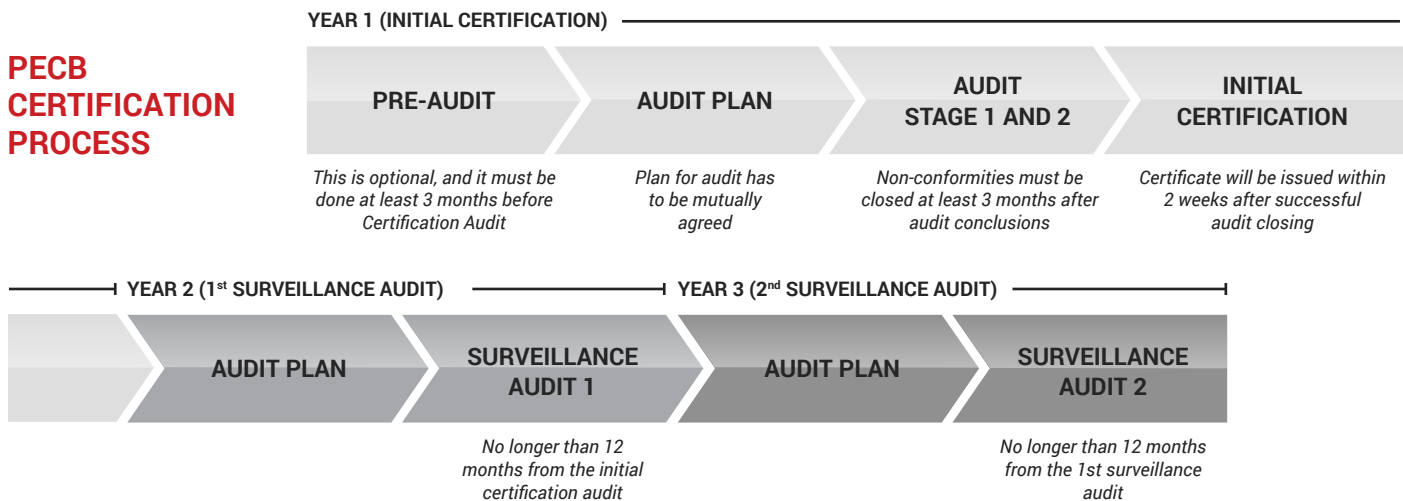 YEAR 1 (INITIAL CERTIFICATION)
PECB
CERTIFICATION
PROCESS
PRE-AUDIT
This is optional, and it must be
done at least 3 months before
Certification Audit
AUDIT PLAN
Plan for audit has
to be mutually
agreed
AUDIT
STAGE 1 AND 2
Non-conformities must be
closed at least 3 months after
audit conclusions
INITIAL
CERTIFICATION
Certificate will be issued within
2 weeks after successful
audit closing
YEAR 2 (1st SURVEILLANCE AUDIT)
AUDIT PLAN
SURVEILLANCE
AUDIT 1
No longer than 12
months from the initial
certification audit
YEAR 3 (2nd SURVEILLANCE AUDIT)
AUDIT PLAN
SURVEILLANCE
AUDIT 2
No longer than 12 months
from the 1st surveillance
audit